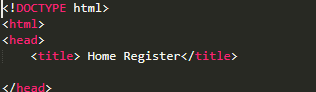 <!DOCTYPE html>
<html>
<head>
<title> Home Register</title>
</head>